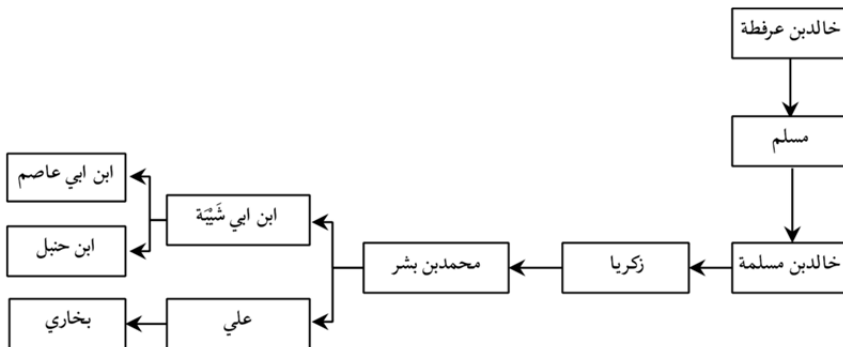 خالدبن عرفطة
مسلم
خالدبن مسلمة
زكريا
محمدبن بشر
ابن ابي شَيْبَة
ابن ابي عاصم
ابن حنبل
علي
بخاري